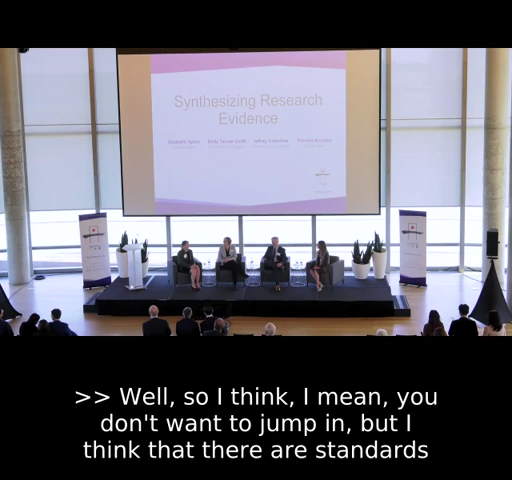 Synthesizing Research
Evidence
>> Well, so I think, I mean, you
don't want to jump in, but I
think that there are standards